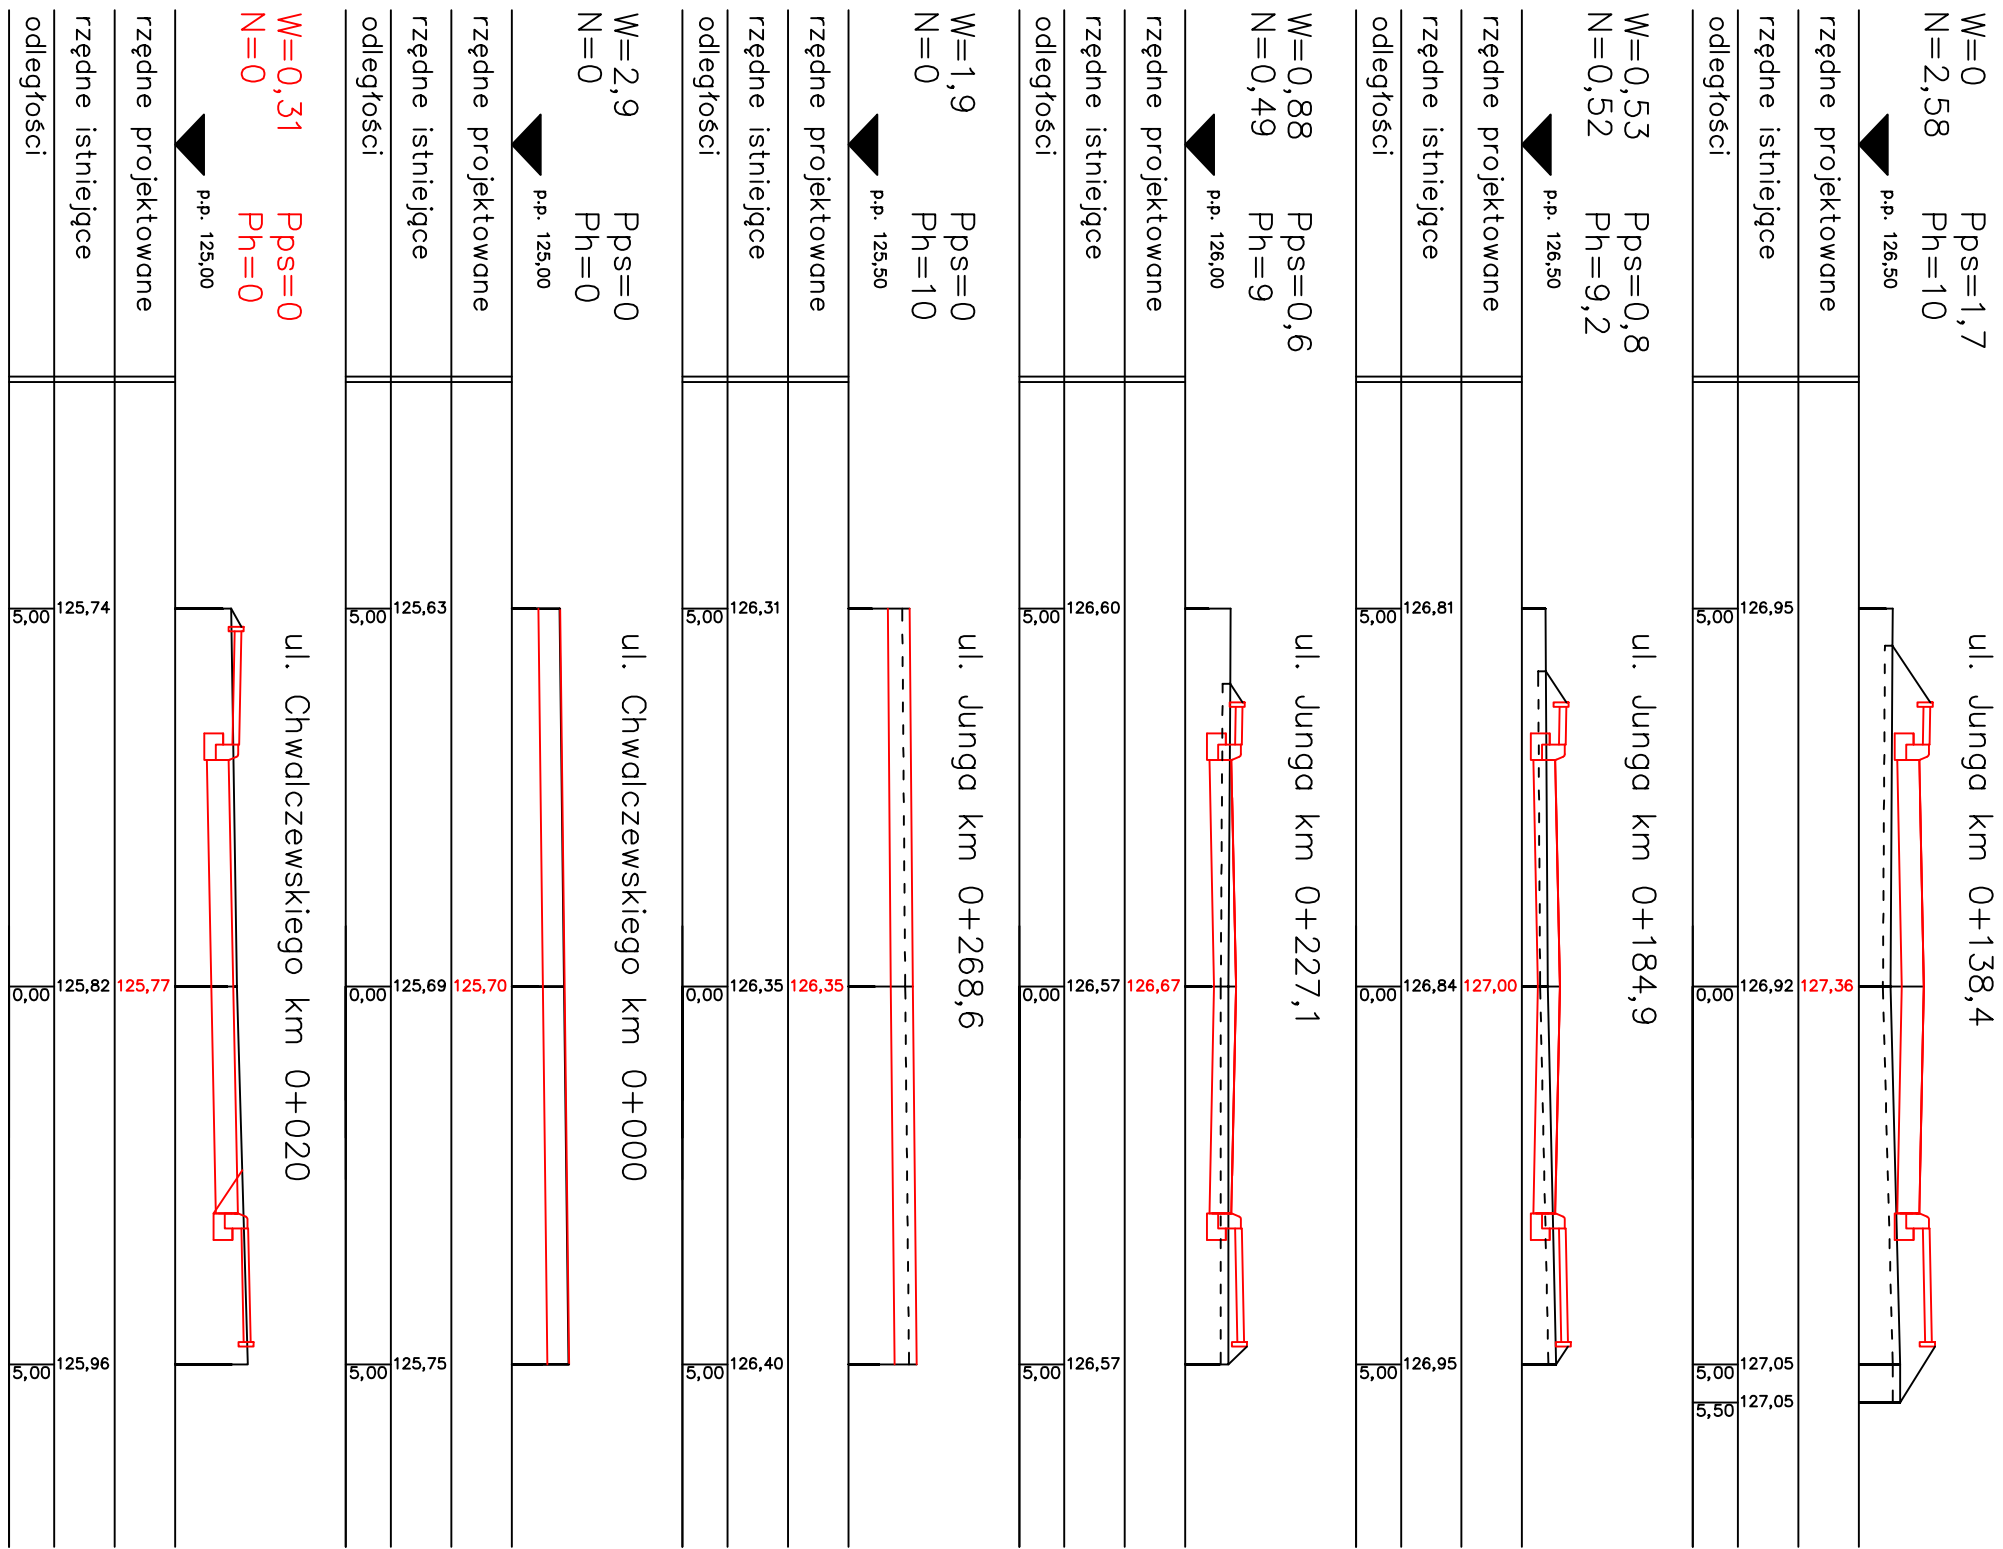 W=0 Pps=1,7
N=2,58 Ph=10
ul. Junga km 0+138,4
p.p. 126,50
rzędne projektowane 127,36
rzędne istniejące 126,95 126,92 127,05 127,05
odległości 5,00 0,00 5,00 5,50
W=0,53 Pps=0,8
N=0,52 Ph=9,2
ul. Junga km 0+184,9
p.p. 126,50
rzędne projektowane 127,00
rzędne istniejące 126,81 126,84 126,95
odległości 5,00 0,00 5,00
W=0,88 Pps=0,6
N=0,49 Ph=9
ul. Junga km 0+227,1
p.p. 126,00
rzędne projektowane 126,67
rzędne istniejące 126,60 126,57 126,57
odległości 5,00 0,00 5,00
W=1,9 Pps=0
N=0 Ph=10
ul. Junga km 0+268,6
p.p. 125,50
rzędne projektowane 126,35
rzędne istniejące 126,31 126,35 126,40
odległości 5,00 0,00 5,00
W=2,9 Pps=0
N=0 Ph=0
ul. Chwalczewskiego km 0+000
p.p. 125,00
rzędne projektowane 125,70
rzędne istniejące 125,63 125,69 125,75
odległości 5,00 0,00 5,00
W=0,31 Pps=0
N=0 Ph=0
ul. Chwalczewskiego km 0+020
p.p. 125,00
rzędne projektowane 125,77
rzędne istniejące 125,74 125,82 125,96
odległości 5,00 0,00 5,00